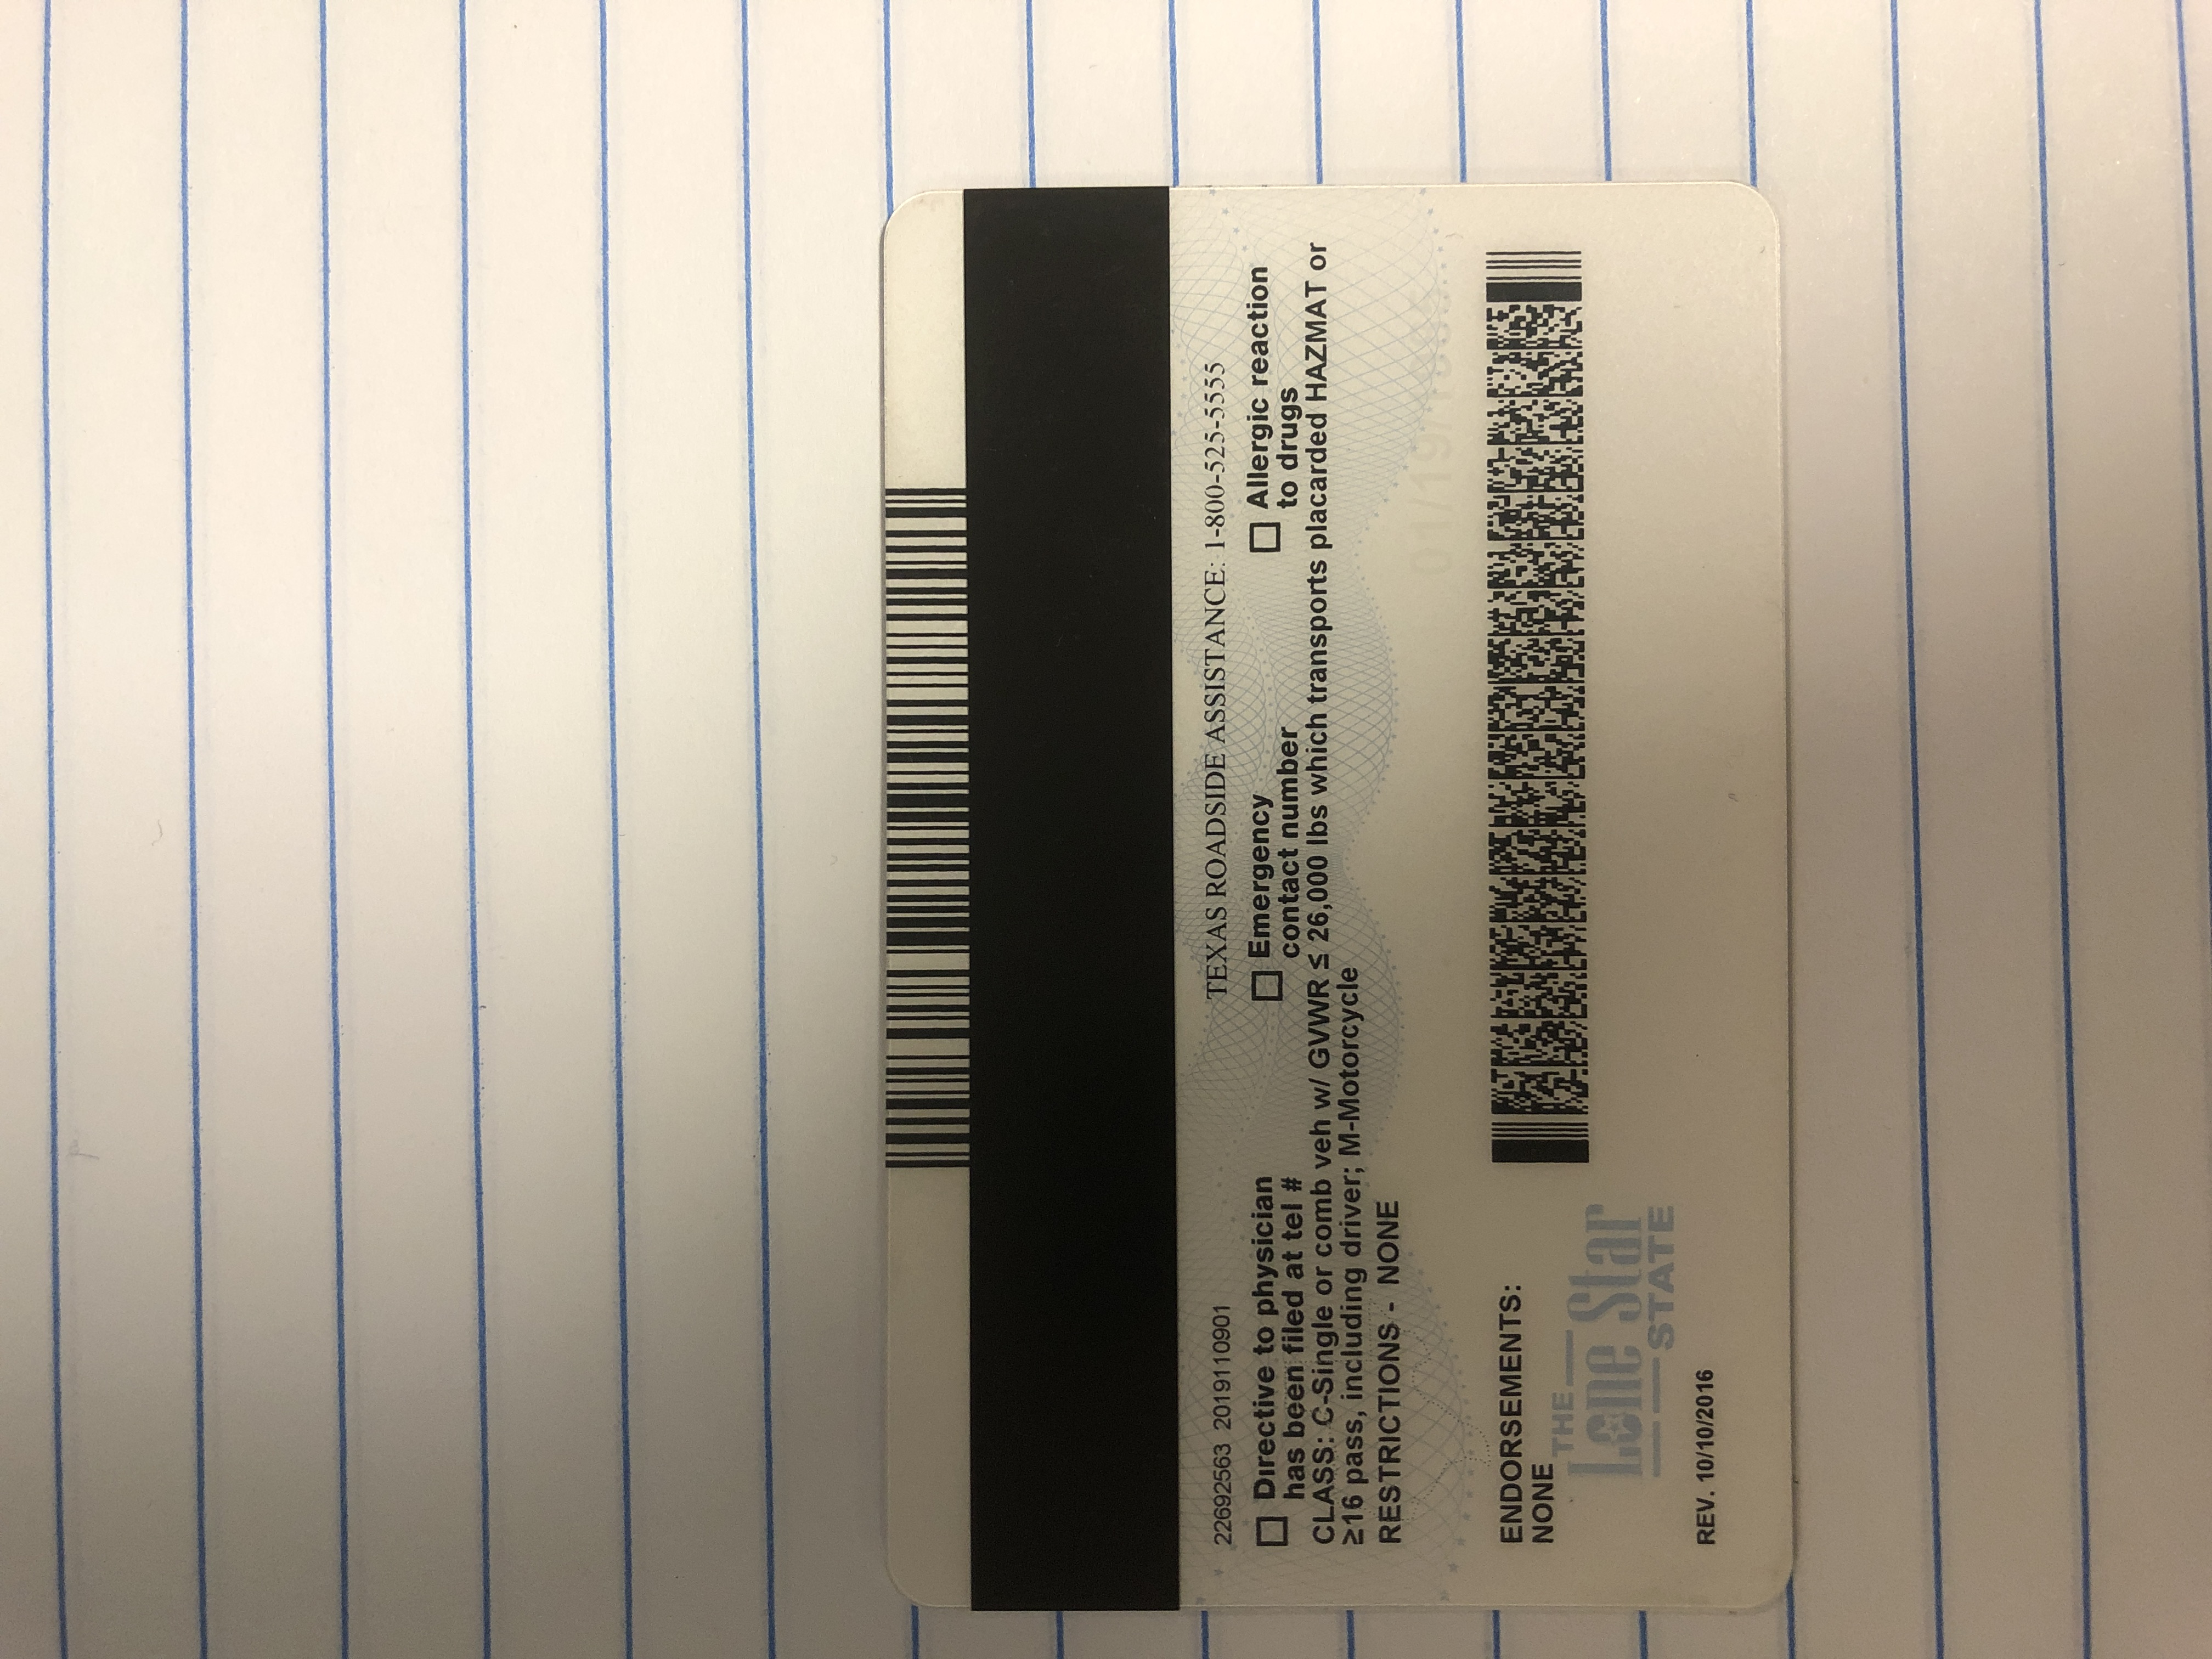 22692563 2019110901
TEXAS ROADSIDE ASSISTANCE: 1-800-525-5555
Directive to physician
has been filed at tel #
Emergency
contact number
Allergic reaction
to drugs
CLASS: C-Single or comb veh w/ GVWR ≤ 26,000 lbs which transports placarded HAZMAT or
≥16 pass, including driver; M-Motorcycle
RESTRICTIONS - NONE
01/19/
ENDORSEMENTS:
NONE
THE
Lone Star
STATE
REV. 10/10/2016